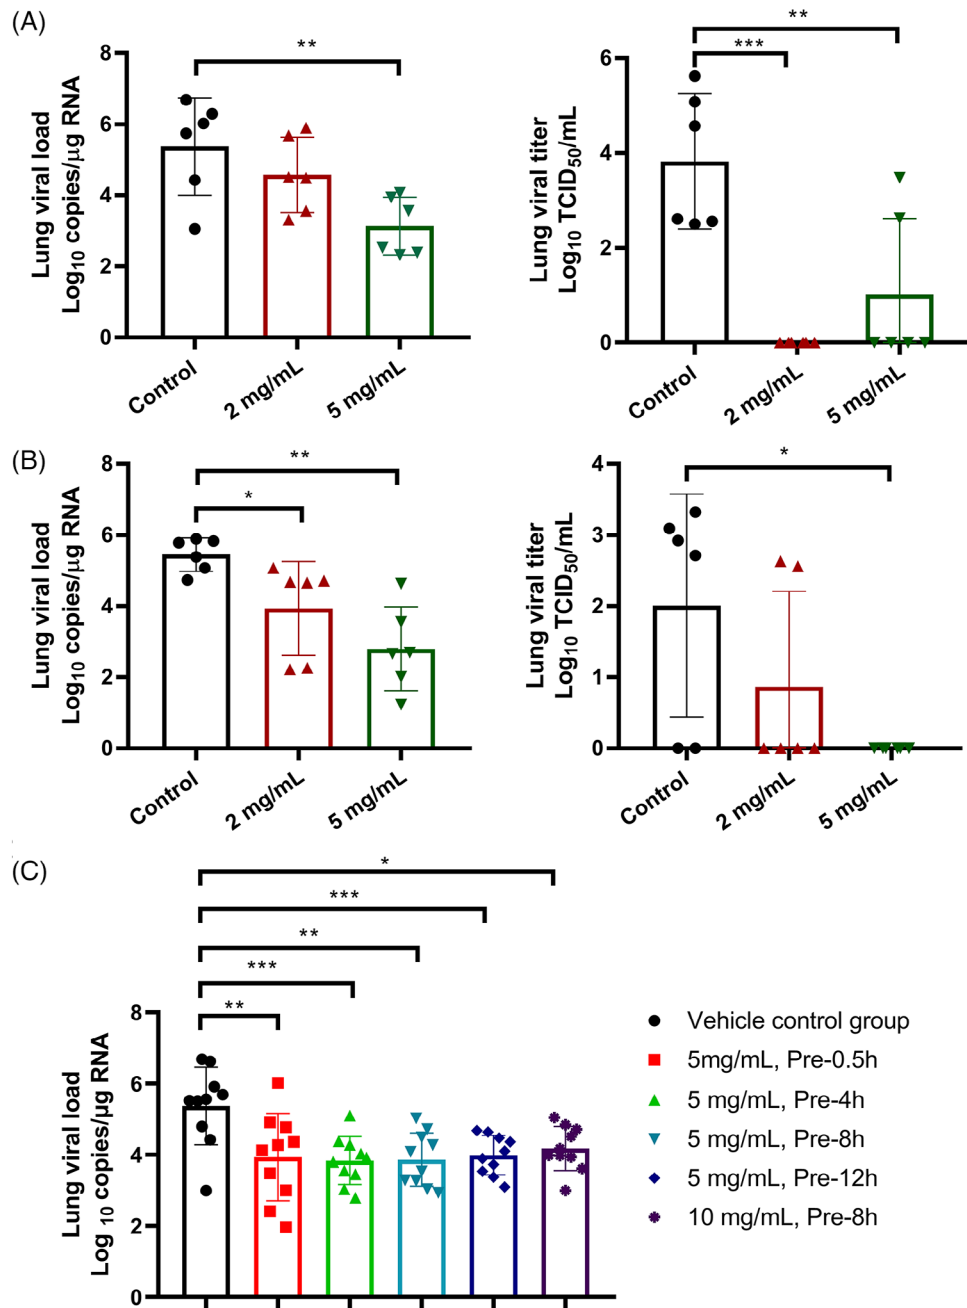 (A)
Lung viral load
Log10 copies/µg RNA
8
6
4
2
0
**
Control
2 mg/mL
5 mg/mL
Lung viral titer
Log10 TCID50/mL
6
4
2
0
**
***
Control
2 mg/mL
5 mg/mL
(B)
Lung viral load
Log10 copies/µg RNA
8
6
4
2
0
**
*
Control
2 mg/mL
5 mg/mL
Lung viral titer
Log10 TCID50/mL
4
3
2
1
0
*
Control
2 mg/mL
5 mg/mL
(C)
Lung viral load
Log 10 copies/µg RNA
8
6
4
2
0
*
***
**
***
**
Vehicle control group
5mg/mL, Pre-0.5h
5 mg/mL, Pre-4h
5 mg/mL, Pre-8h
5 mg/mL, Pre-12h
10 mg/mL, Pre-8h